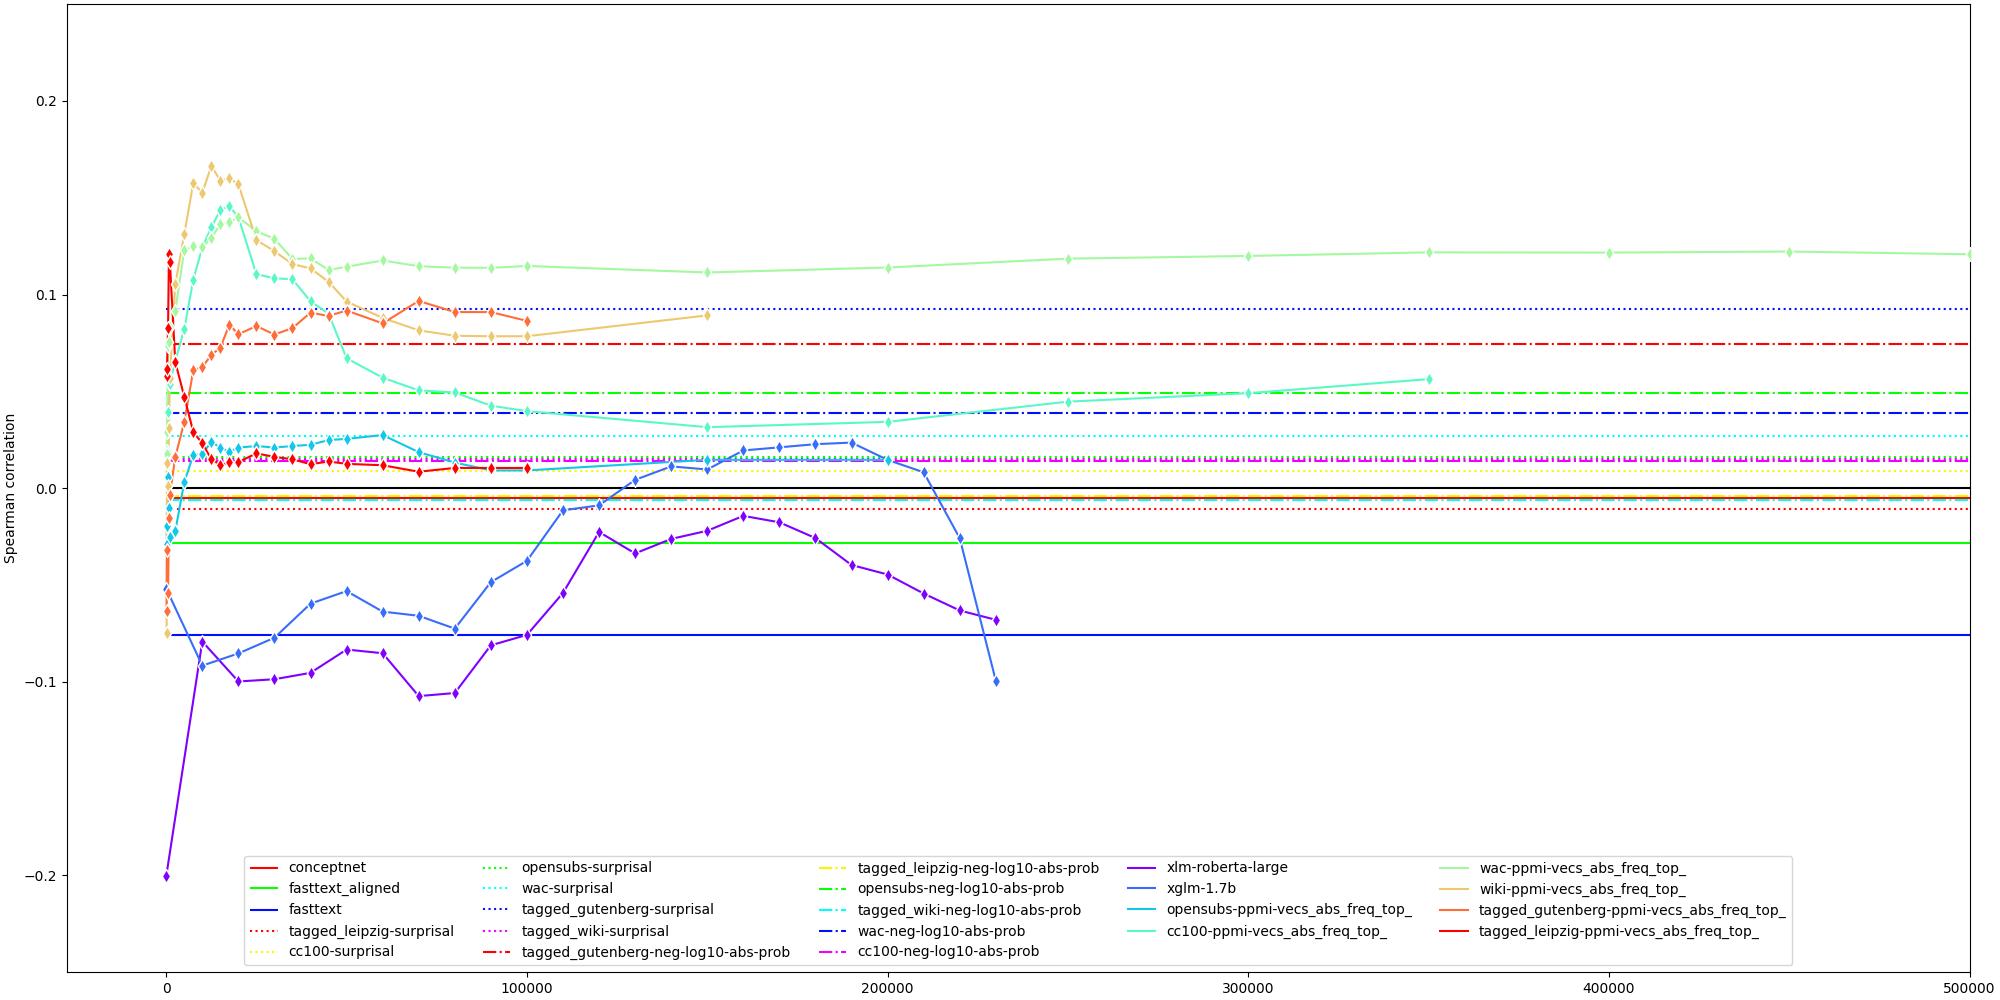 0.2
0.1
0.0
−0.1
−0.2
Spearman correlation
conceptnet
fasttext_aligned
fasttext
tagged_leipzig-surprisal
cc100-surprisal
opensubs-surprisal
wac-surprisal
tagged_gutenberg-surprisal
tagged_wiki-surprisal
tagged_gutenberg-neg-log10-abs-prob
tagged_leipzig-neg-log10-abs-prob
opensubs-neg-log10-abs-prob
tagged_wiki-neg-log10-abs-prob
wac-neg-log10-abs-prob
cc100-neg-log10-abs-prob
xlm-roberta-large
xglm-1.7b
opensubs-ppmi-vecs_abs_freq_top_
cc100-ppmi-vecs_abs_freq_top_
wac-ppmi-vecs_abs_freq_top_
wiki-ppmi-vecs_abs_freq_top_
tagged_gutenberg-ppmi-vecs_abs_freq_top_
tagged_leipzig-ppmi-vecs_abs_freq_top_
0 100000 200000 300000 400000 500000